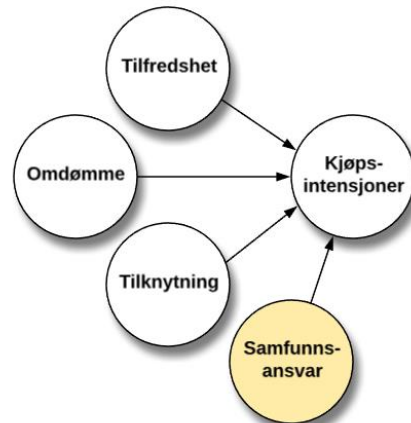 Tilfredshet
Omdømme
Kjøps-
intensjoner
Tilknytning
Samfunns-
ansvar